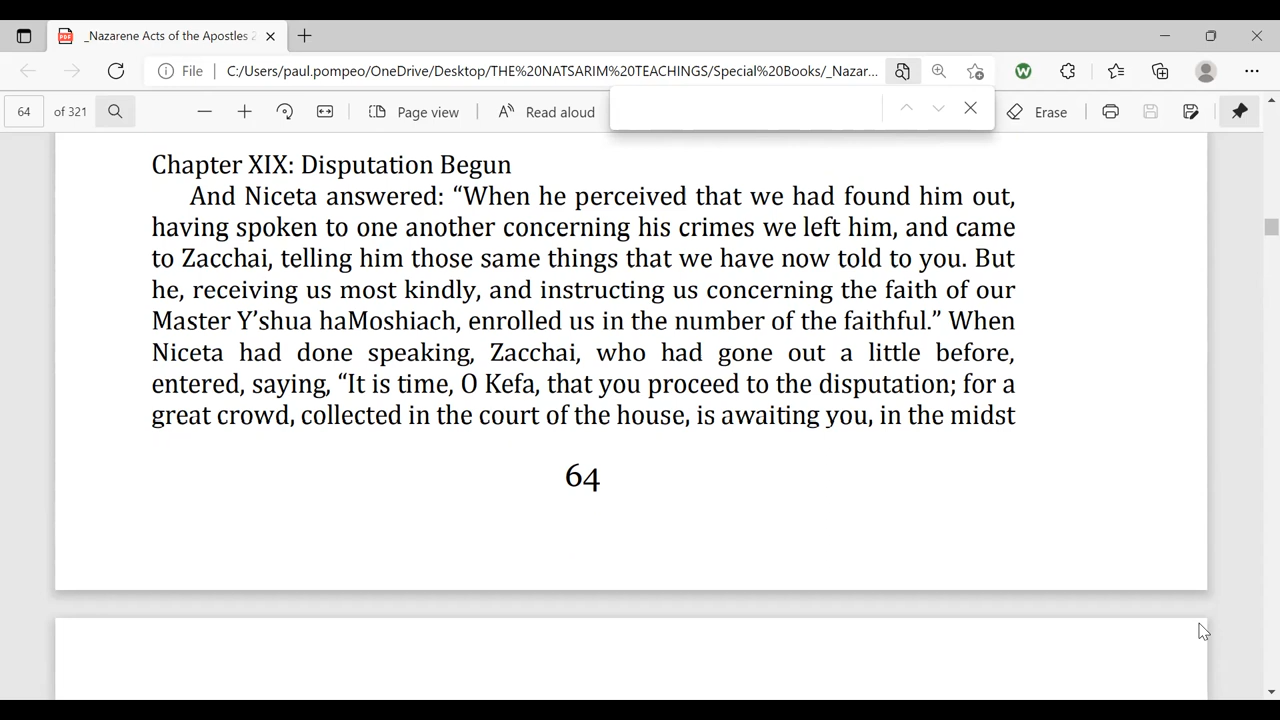 _Nazarene Acts of the Apostles 2
File
C:/Users/paul.pompeo/OneDrive/Desktop/THE%20NATSARIM%20TEACHINGS/Special%20Books/_Nazar...
64
of 321
Page view
Read aloud
Erase
Chapter XIX: Disputation Begun
And Niceta answered: “When he perceived that we had found him out,
having spoken to one another concerning his crimes we left him, and came
to Zacchai, telling him those same things that we have now told to you. But
he, receiving us most kindly, and instructing us concerning the faith of our
Master Y’shua haMoshiach, enrolled us in the number of the faithful.” When
Niceta had done speaking, Zacchai, who had gone out a little before,
entered, saying, “It is time, O Kefa, that you proceed to the disputation; for a
great crowd, collected in the court of the house, is awaiting you, in the midst
64